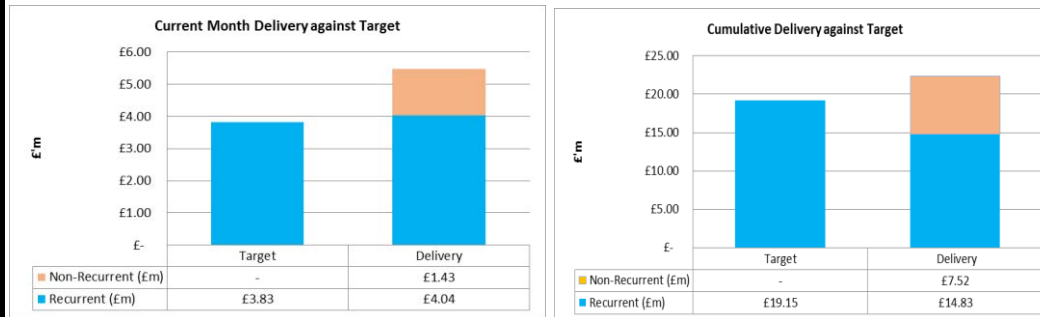 Current Month Delivery against Target
£'m
£6.00
£5.00
£4.00
£3.00
£2.00
£1.00
£-
Target Delivery
Non-Recurrent (£m) - £1.43
Recurrent (£m) £3.83 £4.04
Cumulative Delivery against Target
£'m
£25.00
£20.00
£15.00
£10.00
£5.00
£-
Target Delivery
Non-Recurrent (£m) - £7.52
Recurrent (£m) £19.15 £14.83